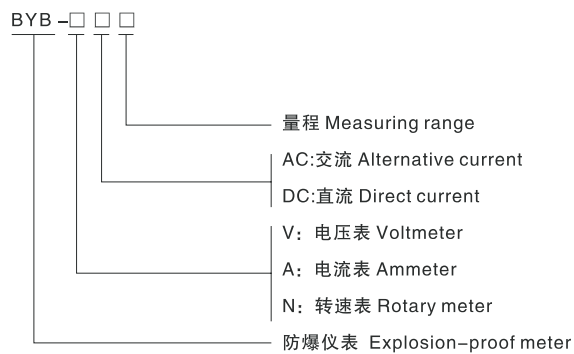 BYB-□ □ □
量程 Measuring range
AC:交流 Alternative current
DC:直流 Direct current
V：电压表 Voltmeter
A：电流表 Ammeter
N：转速表 Rotary meter
防爆仪表 Explosion-proof meter